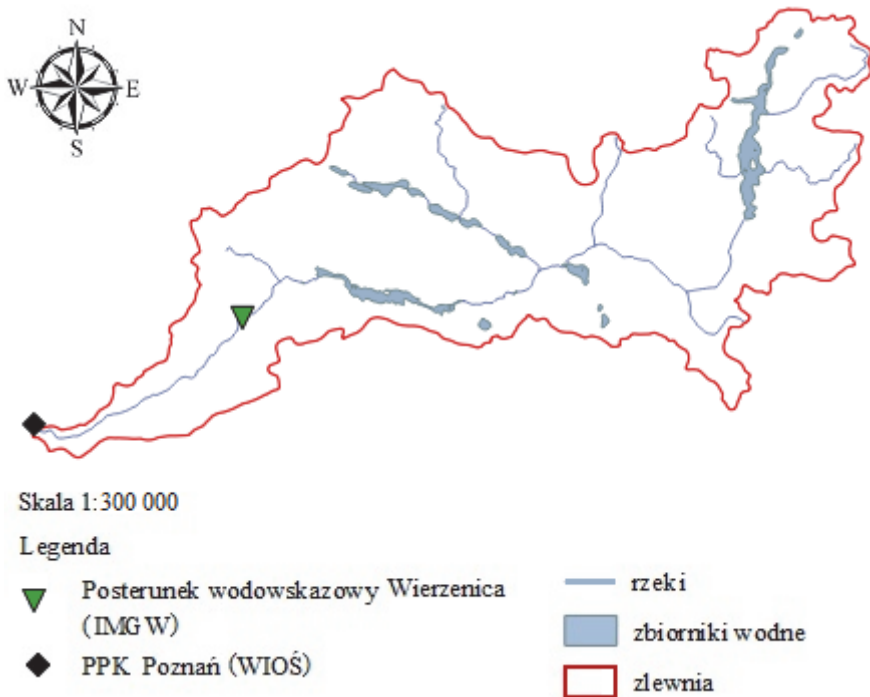 N
W E
S
Skala 1:300 000
Legenda
Posterunek wodowskazowy Wierzenica
(IMGW)
PPK Poznań (WIOŚ)
rzeki
zbiorniki wodne
zlewnia